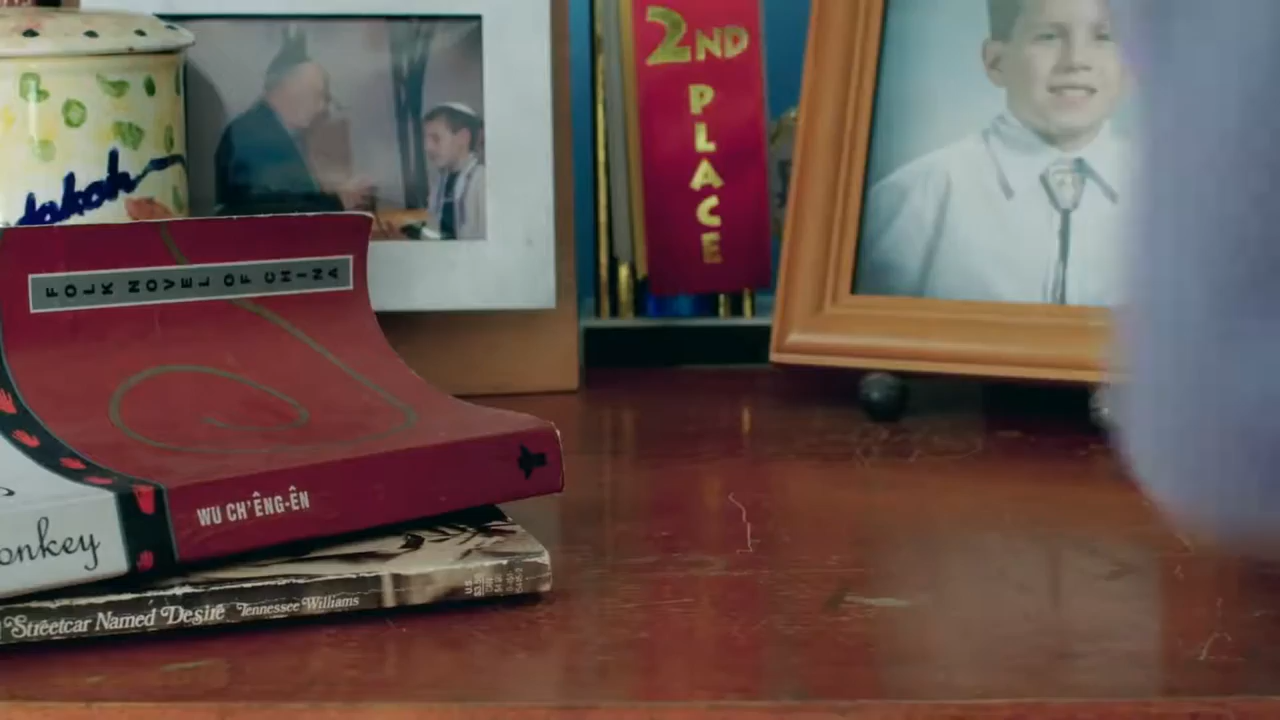 2ND
PLACE
FOLK NOVEL OF CHINA
WU CH'ÊNG-ÊN
onkey
Streetcar Named Desire Tennessee Williams